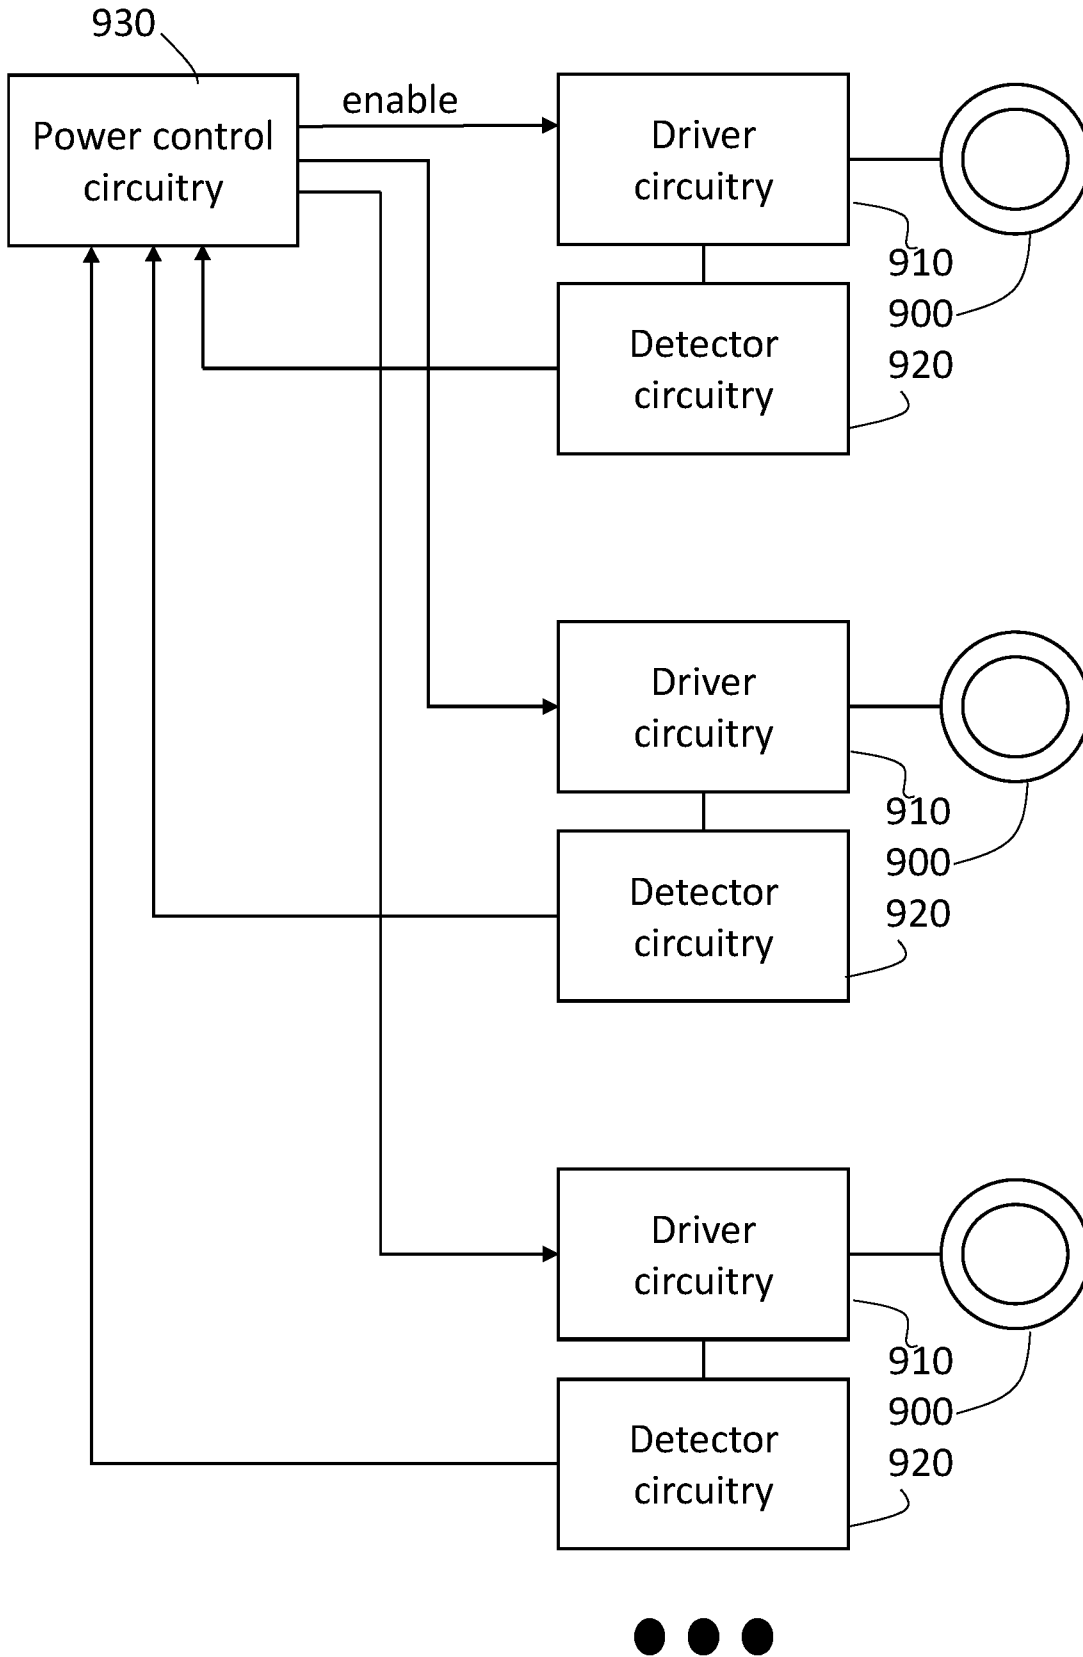 930
Power control
circuitry
enable
Driver
circuitry
910
900
Detector
circuitry
920
Driver
circuitry
910
900
Detector
circuitry
920
Driver
circuitry
910
900
Detector
circuitry
920